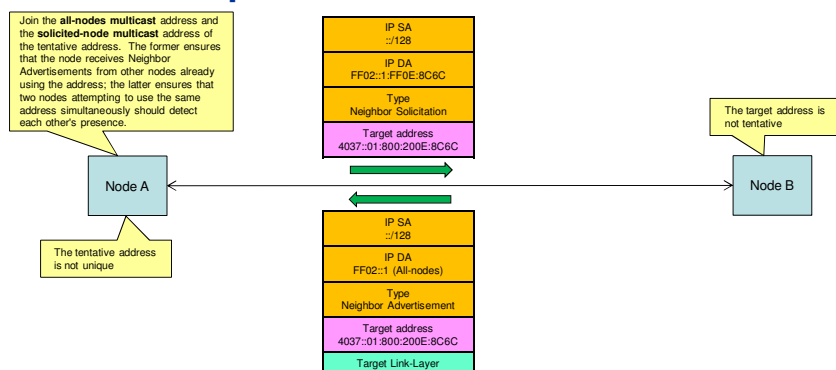 Join the all-nodes multicast address and
the solicited-node multicast address of
the tentative address. The former ensures
that the node receives Neighbor
Advertisements from other nodes already
using the address; the latter ensures that
two nodes attempting to use the same
address simultaneously should detect
each other's presence.
IP SA
::/128
IP DA
FF02::1:FF0E:8C6C
Type
Neighbor Solicitation
Target address
4037::01:800:200E:8C6C
The target address is
not tentative
Node A
Node B
The tentative address
is not unique
IP SA
::/128
IP DA
FF02::1 (All-nodes)
Type
Neighbor Advertisement
Target address
4037::01:800:200E:8C6C
Target Link-Layer